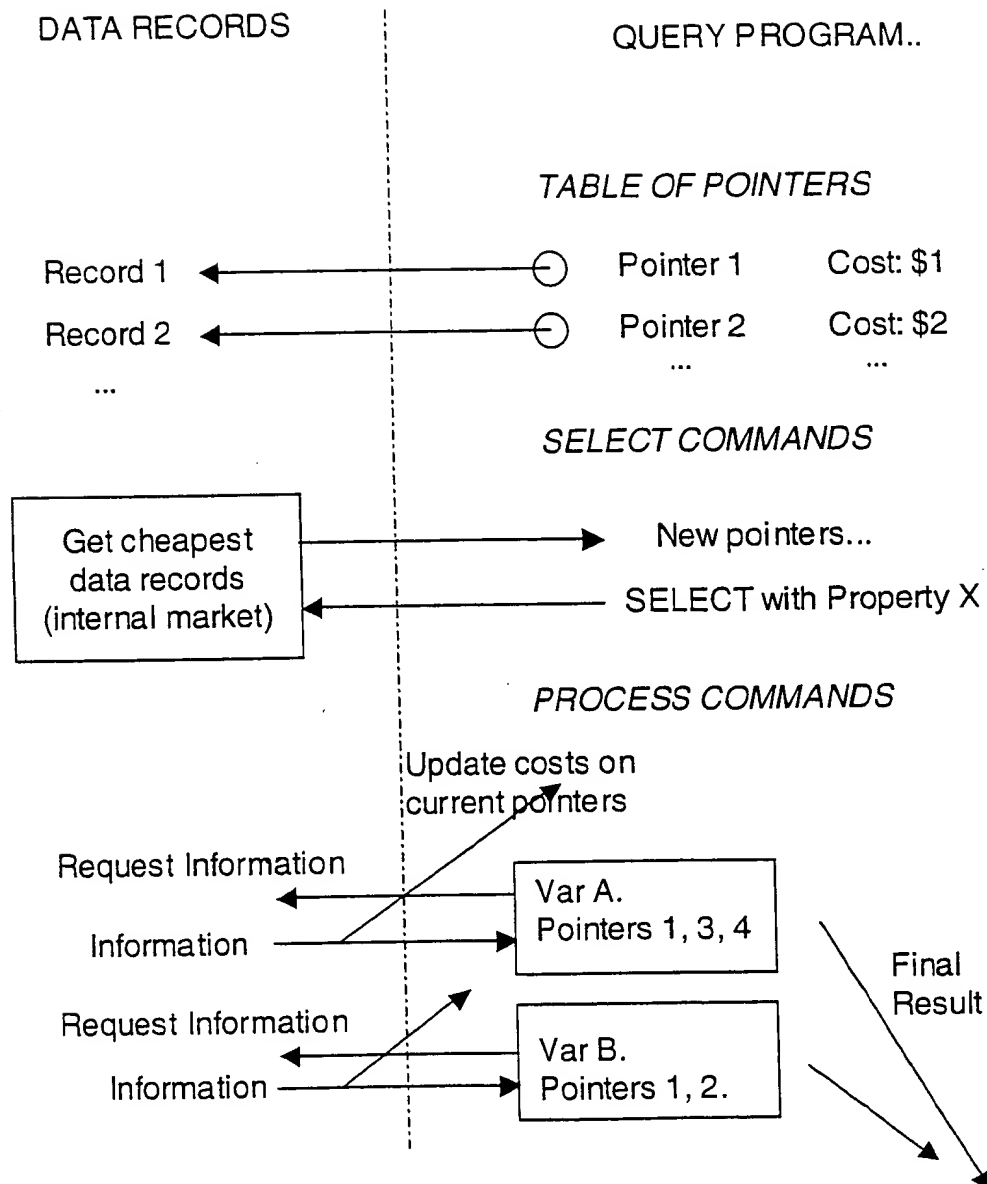 DATA RECORDS
QUERY PROGRAM..
TABLE OF POINTERS
Record 1
Pointer 1
Cost: $1
Record 2
Pointer 2
Cost: $2
...
...
...
SELECT COMMANDS
Get cheapest
data records
(internal market)
New pointers...
SELECT with Property X
PROCESS COMMANDS
Update costs on
current pointers
Request Information
Information
Var A.
Pointers 1, 3, 4
Request Information
Information
Var B.
Pointers 1, 2.
Final
Result